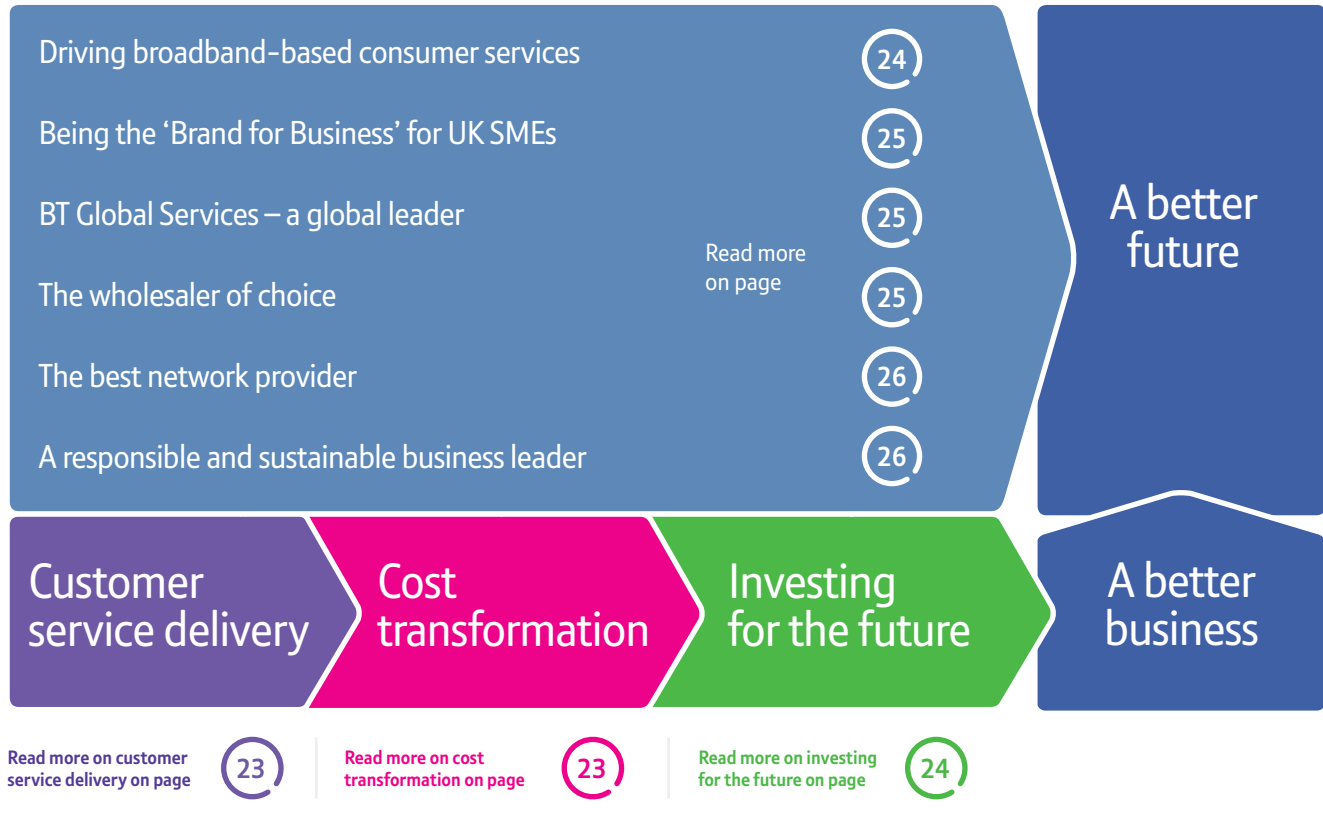 Driving broadband-based consumer services 24
Being the ‘Brand for Business’ for UK SMEs 25
BT Global Services – a global leader 25
Read more
on page
The wholesaler of choice 25
The best network provider 26
A responsible and sustainable business leader 26
A better
future
Customer
service delivery
Cost
transformation
Investing
for the future
A better
business
Read more on customer
service delivery on page
23
Read more on cost
transformation on page
23
Read more on investing
for the future on page
24